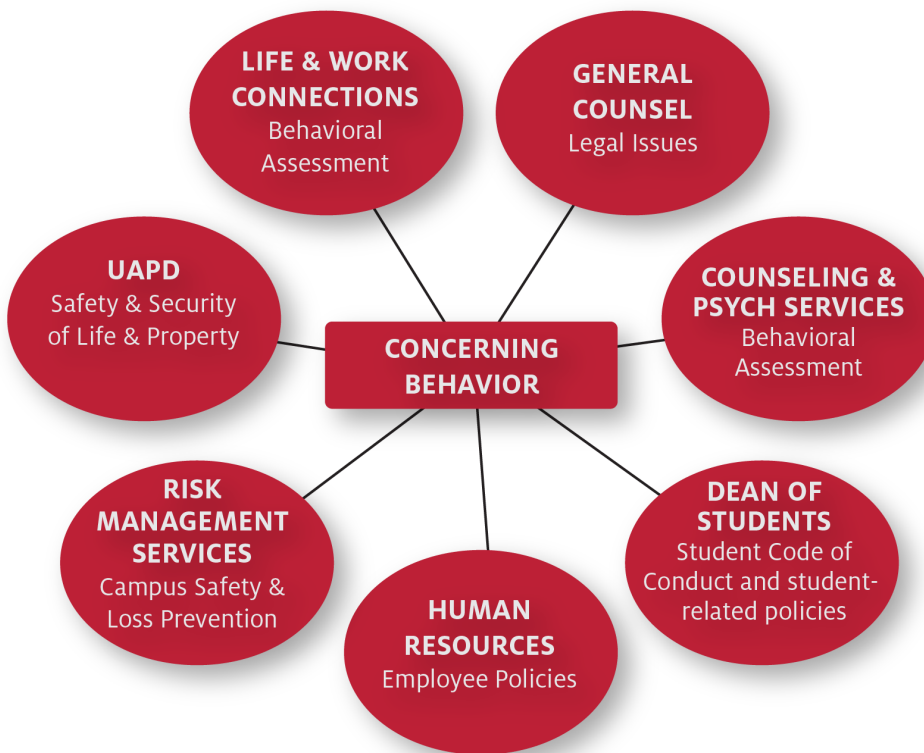 LIFE & WORK
CONNECTIONS
Behavioral
Assessment
GENERAL
COUNSEL
Legal Issues
UAPD
Safety & Security
of Life & Property
COUNSELING &
PSYCH SERVICES
Behavioral
Assessment
CONCERNING
BEHAVIOR
RISK
MANAGEMENT
SERVICES
Campus Safety &
Loss Prevention
DEAN OF
STUDENTS
Student Code of
Conduct and student-
related policies
HUMAN
RESOURCES
Employee Policies